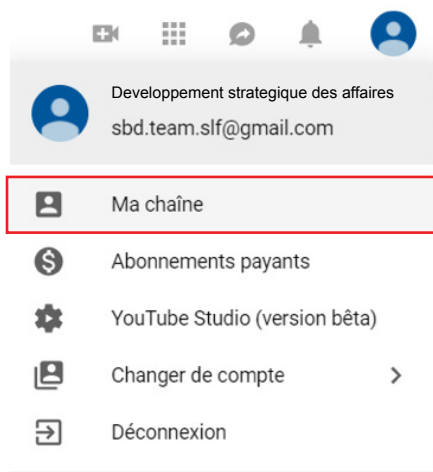 Developpement strategique des affaires
sbd.team.slf@gmail.com
Ma chaîne
Abonnements payants
YouTube Studio (version bêta)
Changer de compte
Déconnexion